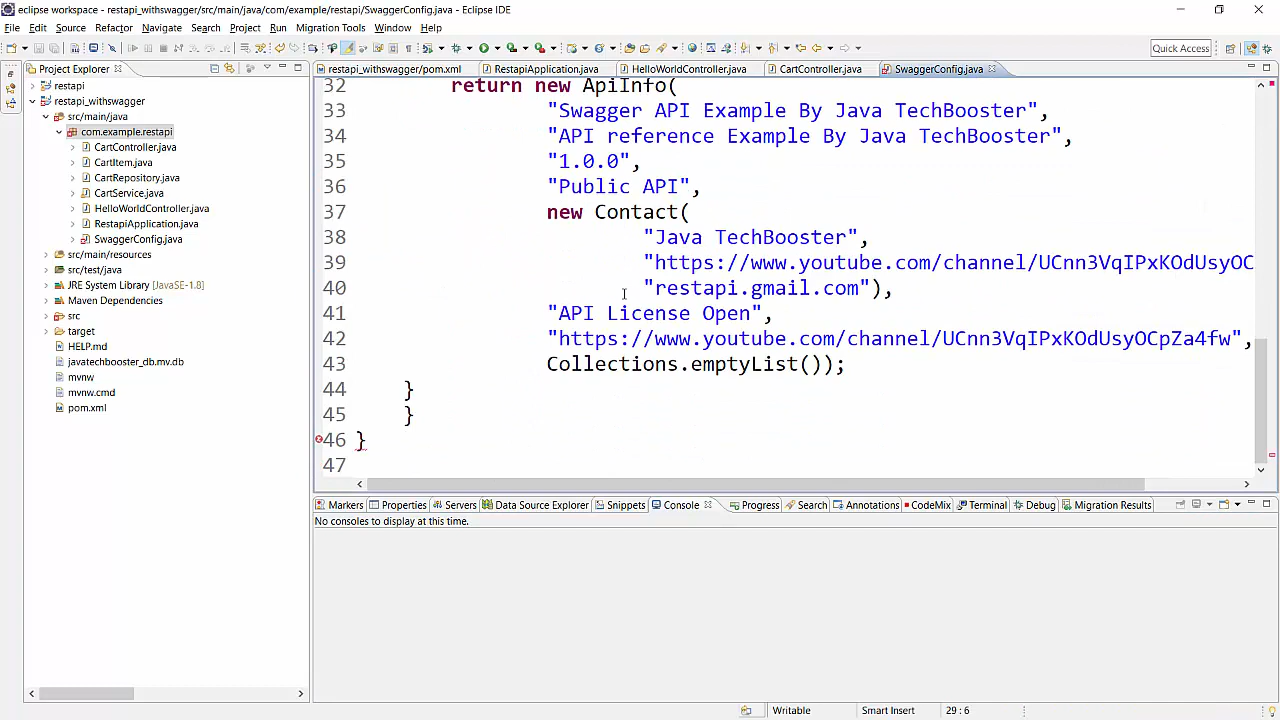 eclipse workspace - restapi_withswagger/src/main/java/com/example/restapi/SwaggerConfig.java - Eclipse IDE
File Edit Source Refactor Navigate Search Project Run Migration Tools Window Help
Quick Access
Project Explorer
restapi_withswagger/pom.xml RestapiApplication.java HelloWorldController.java CartController.java SwaggerConfig.java
restapi
restapi_withswagger
src/main/java
com.example.restapi
CartController.java
CartItem.java
CartRepository.java
CartService.java
HelloWorldController.java
RestapiApplication.java
SwaggerConfig.java
src/main/resources
src/test/java
JRE System Library [JavaSE-1.8]
Maven Dependencies
src
target
HELP.md
javatechbooster_db.mv.db
mvnw
mvnw.cmd
pom.xml
32 return new ApiInfo(
33 "Swagger API Example By Java TechBooster",
34 "API reference Example By Java TechBooster",
35 "1.0.0",
36 "Public API",
37 new Contact(
38 "Java TechBooster",
39 "https://www.youtube.com/channel/UCnn3VqIPxKOdUsyOC
40 "restapi.gmail.com"),
41 "API License Open",
42 "https://www.youtube.com/channel/UCnn3VqIPxKOdUsyOCpZa4fw",
43 Collections.emptyList());
44 }
45 }
46 }
47
Markers Properties Servers Data Source Explorer Snippets Console Progress Search Annotations CodeMix Terminal Debug Migration Results
No consoles to display at this time.
Writable Smart Insert 29 : 6